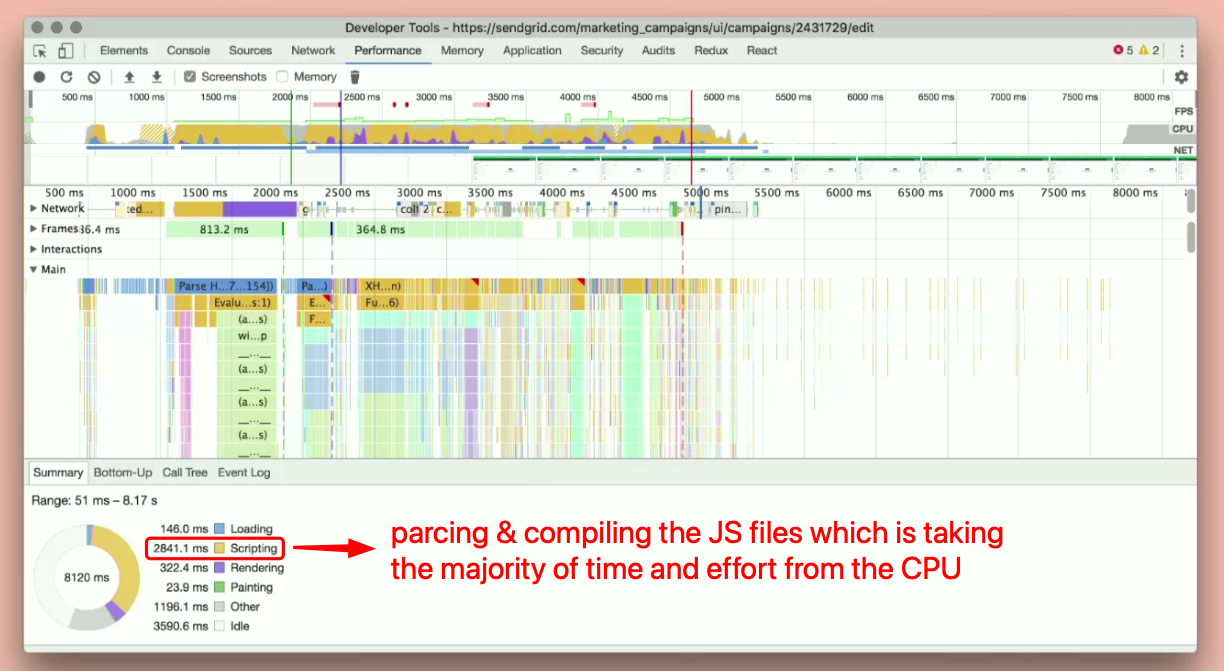 Developer Tools - https://sendgrid.com/marketing_campaigns/ui/campaigns/2431729/edit
Elements Console Sources Network Performance Memory Application Security Audits Redux React 5 2
Screenshots Memory
500 ms 1000 ms 1500 ms 2000 ms 2500 ms 3000 ms 3500 ms 4000 ms 4500 ms 5000 ms 5500 ms 6000 ms 6500 ms 7000 ms 7500 ms 8000 ms
FPS
CPU
NET
500 ms 1000 ms 1500 ms 2000 ms 2500 ms 3000 ms 3500 ms 4000 ms 4500 ms 5000 ms 5500 ms 6000 ms 6500 ms 7000 ms 7500 ms 8000 ms
Network :ed... coll 2 c... pin...
Frames 36.4 ms 813.2 ms 364.8 ms
Interactions
Main
Parse H...7...154]) Pa...) XH...n)
Evalu...s:1) E... Fu...6)
(a...s) F...
wi...p
__...__
(a...s)
__...__
(a...s)
__...__
(a...s)
__...__
Summary Bottom-Up Call Tree Event Log
Range: 51 ms – 8.17 s
8120 ms
146.0 ms Loading
2841.1 ms Scripting
322.4 ms Rendering
23.9 ms Painting
1196.1 ms Other
3590.6 ms Idle
parcing & compiling the JS files which is taking
the majority of time and effort from the CPU